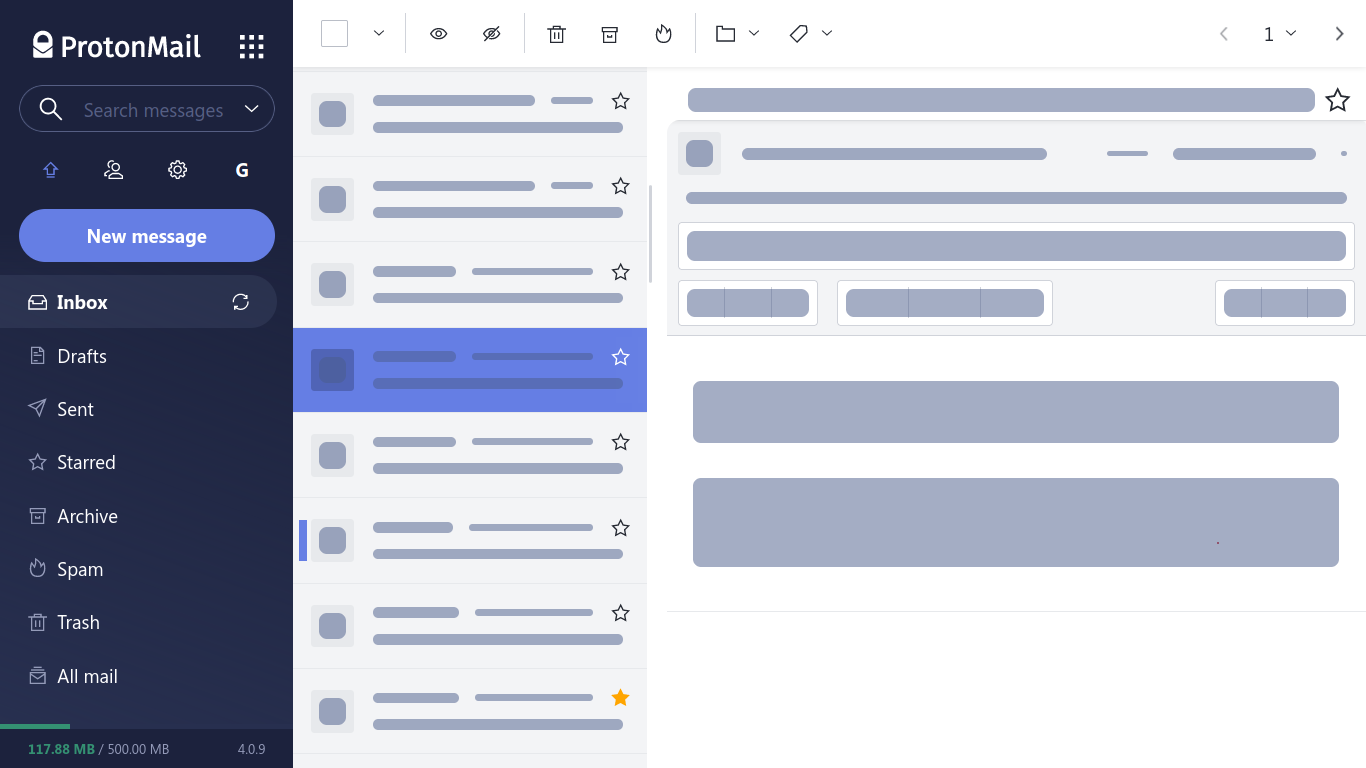 ProtonMail
Search messages
G
New message
Inbox
Drafts
Sent
Starred
Archive
Spam
Trash
All mail
117.88 MB / 500.00 MB
4.0.9
1